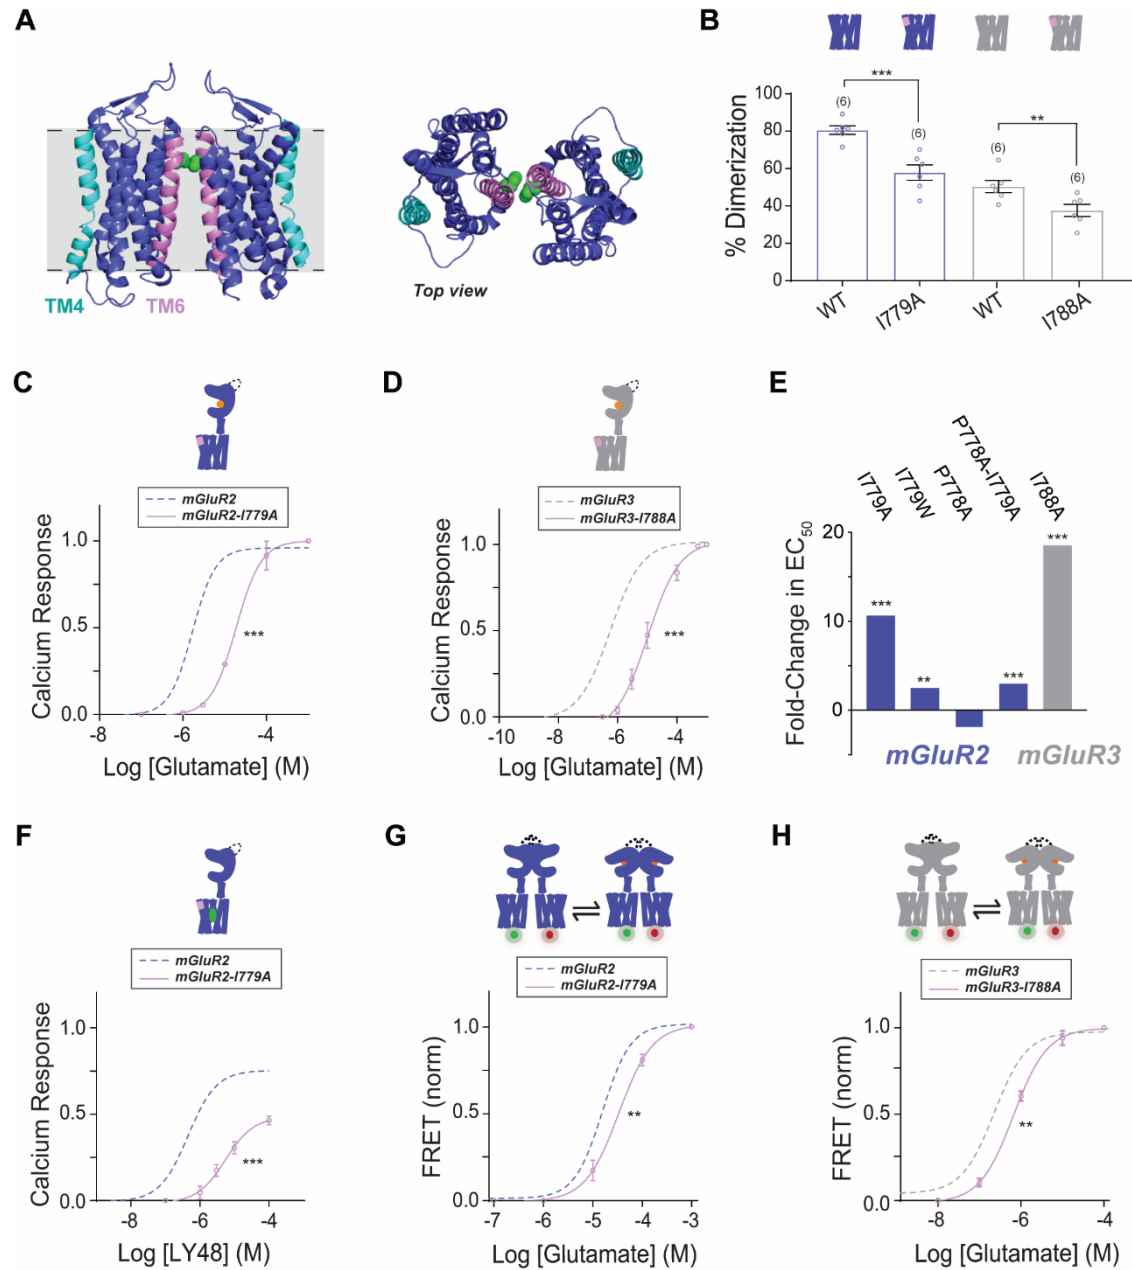 A
TM4
TM6
Top view
B
% Dimerization
100
80
60
40
20
0
***
**
(6)
(6)
(6)
(6)
WT
I779A
WT
I788A
C
mGluR2
mGluR2-I779A
Calcium Response
1.0
0.5
0.0
***
-8
-6
-4
Log [Glutamate] (M)
D
mGluR3
mGluR3-I788A
Calcium Response
1.0
0.5
0.0
***
-10
-8
-6
-4
Log [Glutamate] (M)
E
I779A
I779W
P778A
P778A-I779A
I788A
Fold-Change in EC50
20
10
0
***
**
***
***
mGluR2
mGluR3
F
mGluR2
mGluR2-I779A
Calcium Response
1.0
0.5
0.0
***
-8
-6
-4
Log [LY48] (M)
G
mGluR2
mGluR2-I779A
FRET (norm)
1.0
0.5
0.0
**
-7
-6
-5
-4
-3
Log [Glutamate] (M)
H
mGluR3
mGluR3-I788A
FRET (norm)
1.0
0.5
0.0
**
-8
-6
-4
Log [Glutamate] (M)